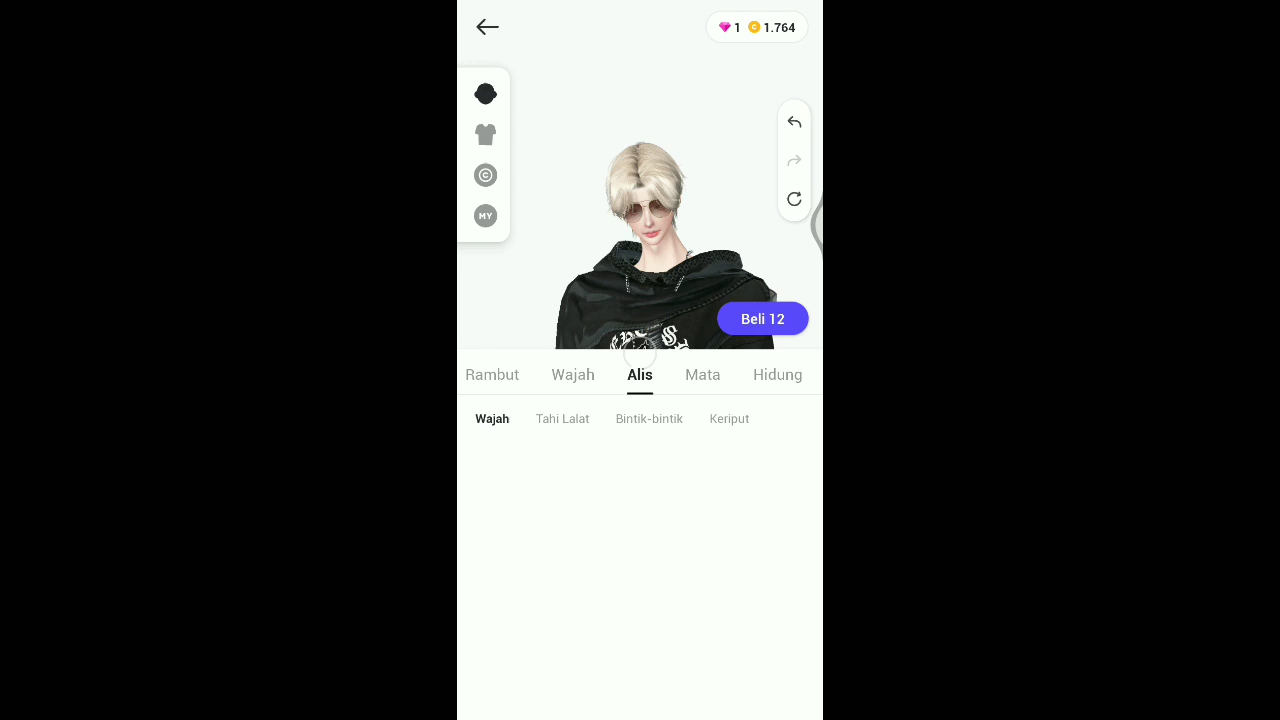 1 C 1.764
C
MY
Beli 12
Rambut Wajah Alis Mata Hidung
Wajah Tahi Lalat Bintik-bintik Keriput